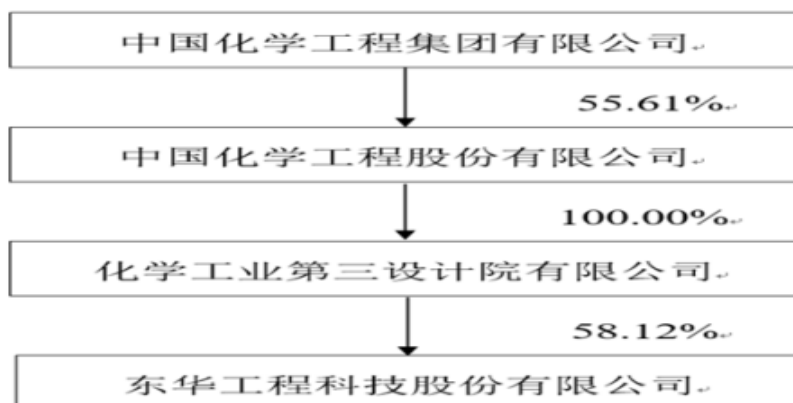 中国化学工程集团有限公司
55.61%
中国化学工程股份有限公司
100.00%
化学工业第三设计院有限公司
58.12%
东华工程科技股份有限公司